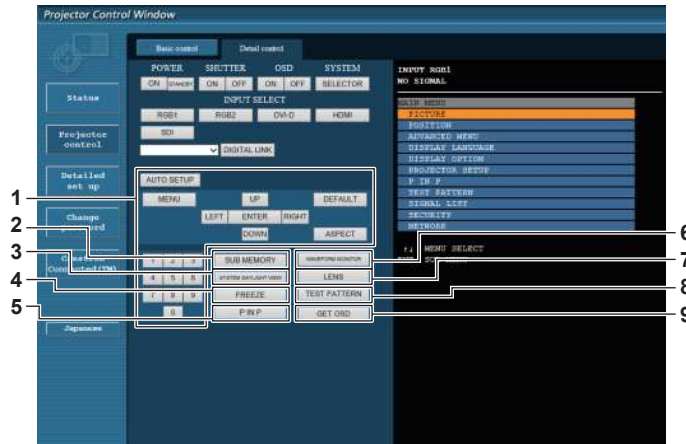 Projector Control Window
Basic control
Detail control
POWER
SHUTTER
OSD
SYSTEM
ON
STANDBY
ON
OFF
ON
OFF
SELECTOR
INPUT SELECT
RGB1
RGB2
DVI-D
HDMI
SDI
DIGITAL LINK
AUTO SETUP
MENU
UP
DEFAULT
LEFT
ENTER
RIGHT
DOWN
ASPECT
1 2 3
SUB MEMORY
WAVEFORM MONITOR
4 5 6
SYSTEM DAYLIGHT VIEW
LENS
7 8 9
FREEZE
TEST PATTERN
0
P IN P
GET OSD
Status
Projector
control
Detailed
set up
Change
Connected(TM)
Japanese
INPUT RGB1
NO SIGNAL
MAIN MENU
PICTURE
POSITION
ADVANCED MENU
DISPLAY LANGUAGE
DISPLAY OPTION
PROJECTOR SETUP
P IN P
TEST PATTERN
SIGNAL LIST
SECURITY
NETWORK
MENU SELECT
1
2
3
4
5
6
7
8
9